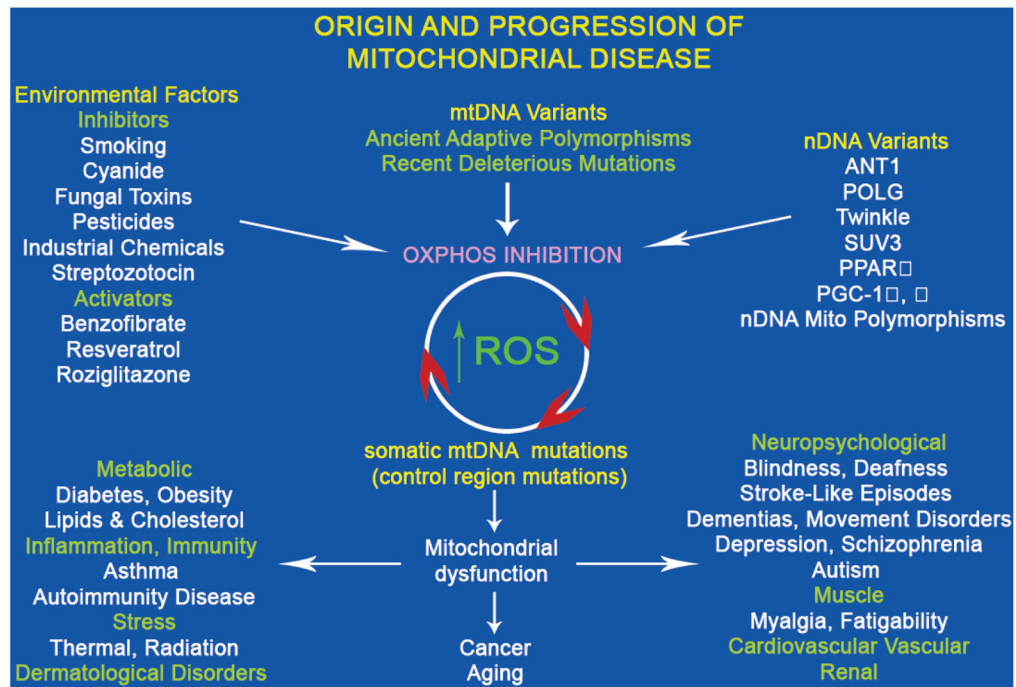 ORIGIN AND PROGRESSION OF
MITOCHONDRIAL DISEASE
Environmental Factors
Inhibitors
Smoking
Cyanide
Fungal Toxins
Pesticides
Industrial Chemicals
Streptozotocin
Activators
Benzofibrate
Resveratrol
Roziglitazone
mtDNA Variants
Ancient Adaptive Polymorphisms
Recent Deleterious Mutations
nDNA Variants
ANT1
POLG
Twinkle
SUV3
PPAR□
PGC-1□, □
nDNA Mito Polymorphisms
OXPHOS INHIBITION
ROS
somatic mtDNA mutations
(control region mutations)
Mitochondrial
dysfunction
Cancer
Aging
Metabolic
Diabetes, Obesity
Lipids & Cholesterol
Inflammation, Immunity
Asthma
Autoimmunity Disease
Stress
Thermal, Radiation
Dermatological Disorders
Neuropsychological
Blindness, Deafness
Stroke-Like Episodes
Dementias, Movement Disorders
Depression, Schizophrenia
Autism
Muscle
Myalgia, Fatigability
Cardiovascular Vascular
Renal